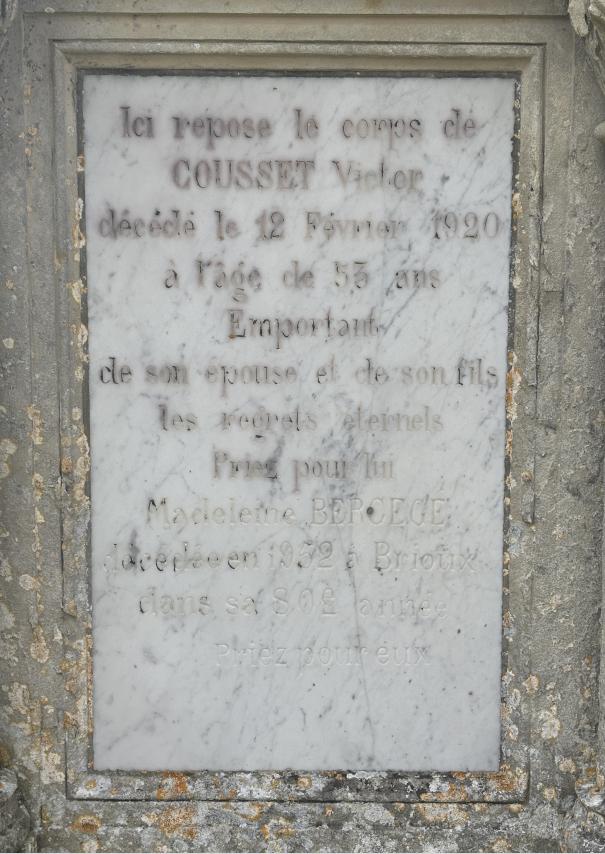 Ici repose le corps de
COUSSET Victor
décédé le 12 Février 1920
à l'âge de 53 ans
Emportant
de son épouse et de son fils
les regrets éternels
Priez pour lui
Madeleine BERCEGE
décédée en 1952 à Brioux
dans sa 80e année
Priez pour eux